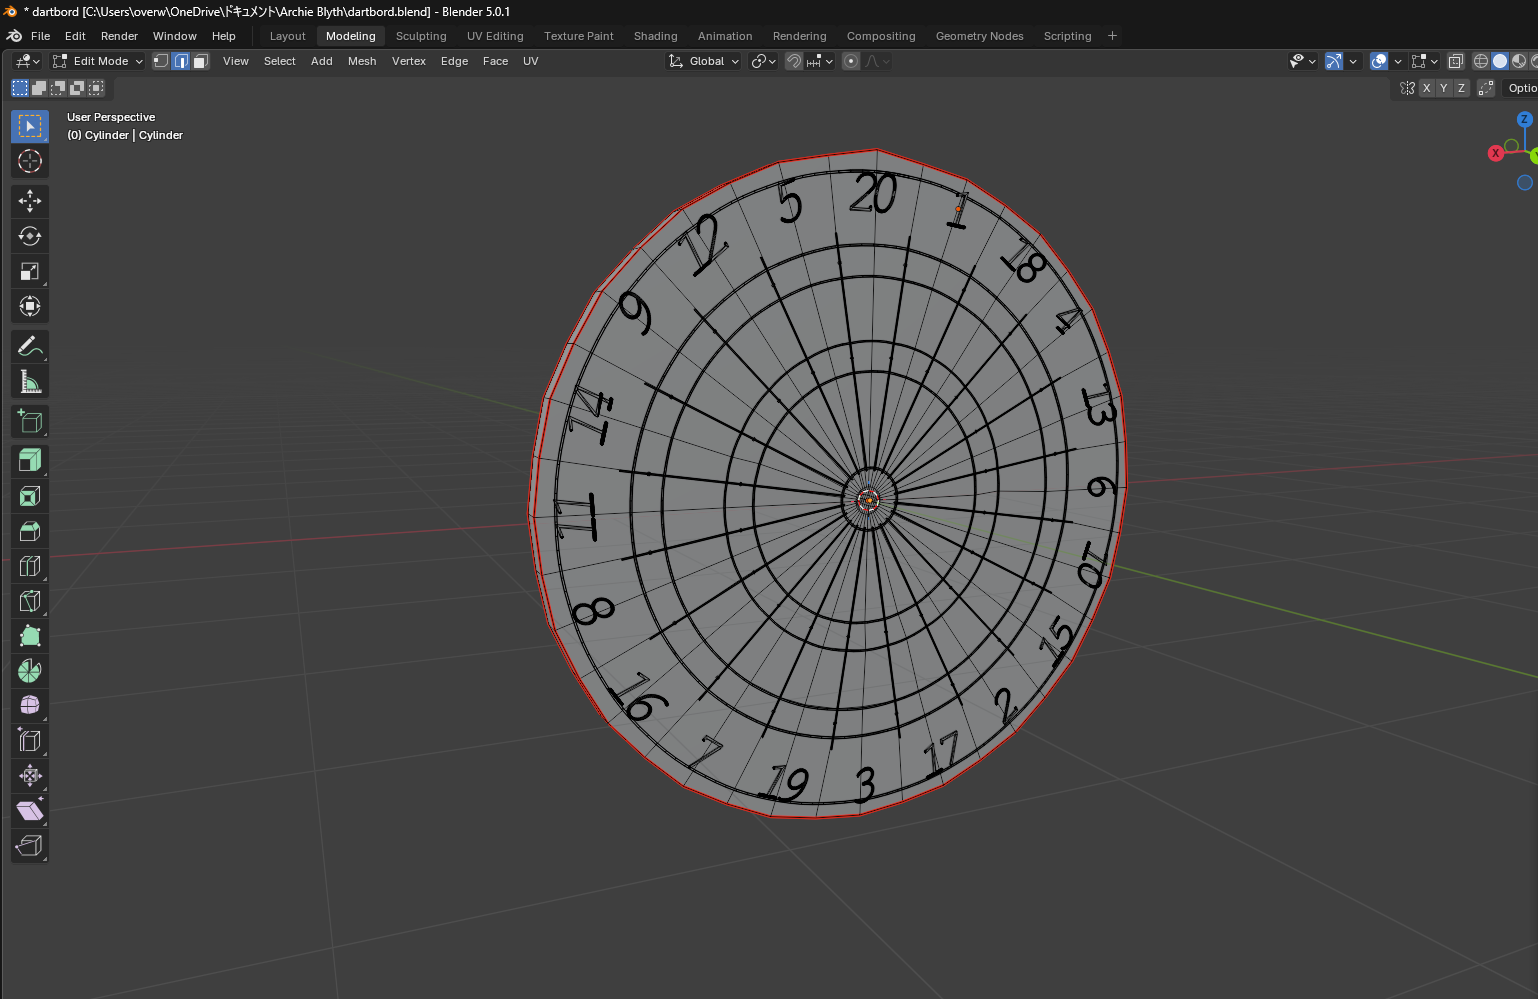 * dartbord [C:\Users\overw\OneDrive\ドキュメント\Archie Blyth\dartbord.blend] - Blender 5.0.1
File Edit Render Window Help Layout Modeling Sculpting UV Editing Texture Paint Shading Animation Rendering Compositing Geometry Nodes Scripting +
Edit Mode View Select Add Mesh Vertex Edge Face UV Global
X Y Z Optio
User Perspective
(0) Cylinder | Cylinder
Z
X
20
1
18
4
13
6
10
15
2
17
3
19
7
16
8
11
14
9
12
5